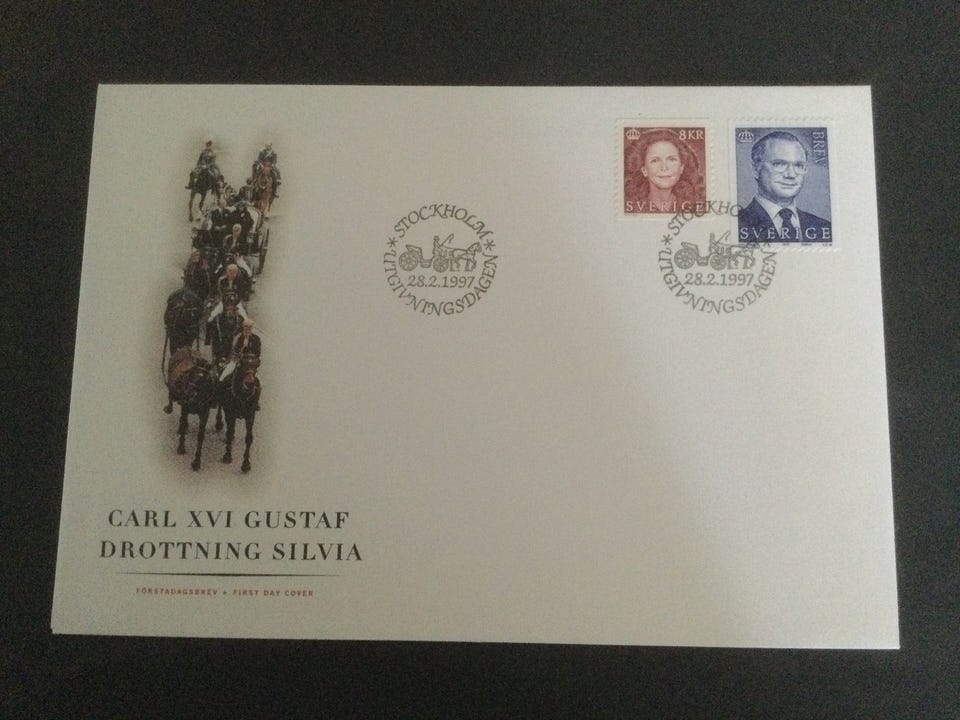 8KR
SVERIGE
BREV
SVERIGE
* STOCKHOLM *
28.2.1997
UTGIVNINGSDAGEN
* STOCKHOLM *
28.2.1997
UTGIVNINGSDAGEN
CARL XVI GUSTAF
DROTTNING SILVIA
FÖRSTADAGSBREV • FIRST DAY COVER